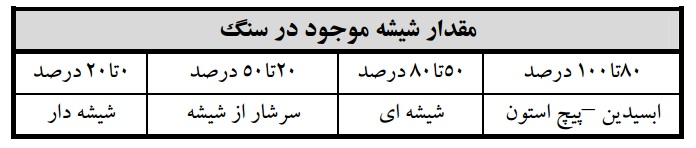 مقدار شیشه موجود در سنگ
۸۰تا۱۰۰ درصد ۵۰تا۸۰ درصد ۲۰تا۵۰ درصد ۰تا۲۰ درصد
ابسیدین –پیچ استون شیشه ای سرشار از شیشه شیشه دار